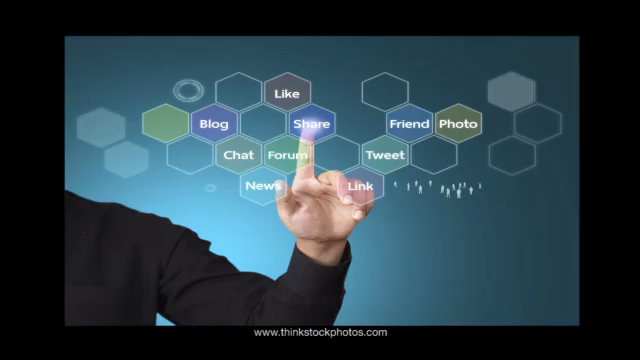 Like
Blog Share Friend Photo
Chat Forum Tweet
News Link
www.thinkstockphotos.com